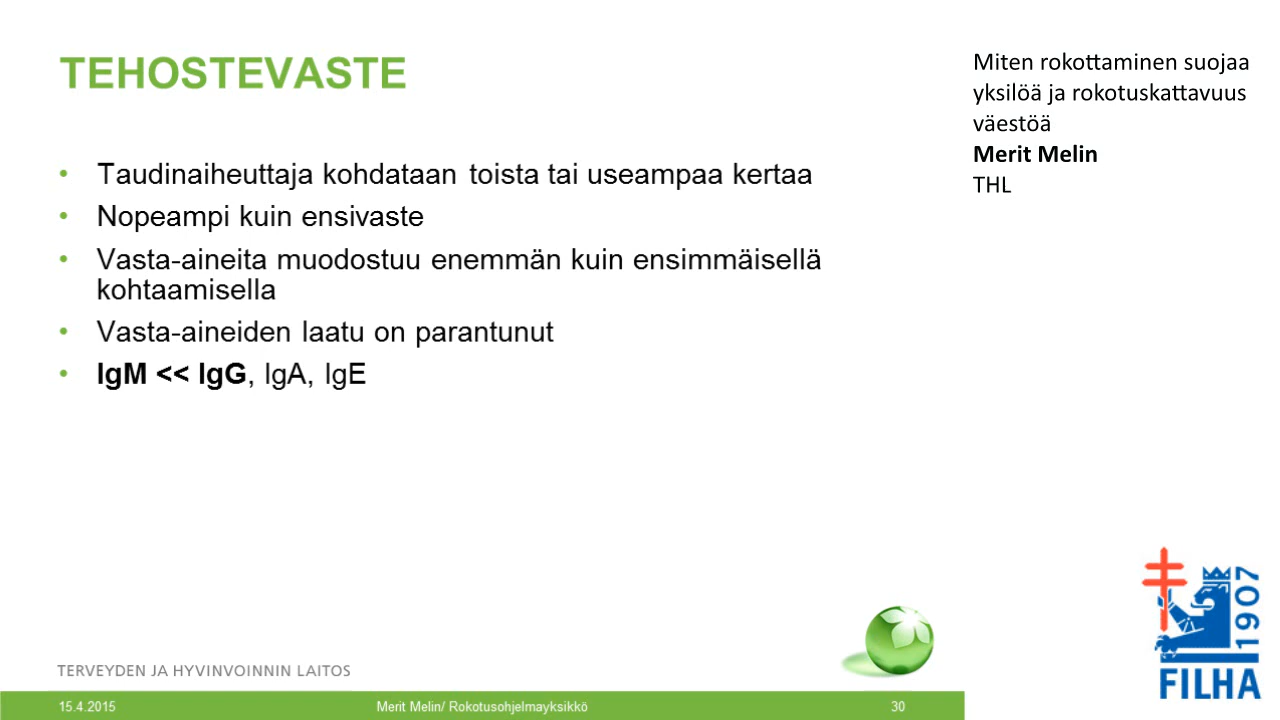 TEHOSTEVASTE
• Taudinaiheuttaja kohdataan toista tai useampaa kertaa
• Nopeampi kuin ensivaste
• Vasta-aineita muodostuu enemmän kuin ensimmäisellä
kohtaamisella
• Vasta-aineiden laatu on parantunut
• IgM << IgG, IgA, IgE
TERVEYDEN JA HYVINVOINNIN LAITOS
15.4.2015 Merit Melin/ Rokotusohjelmayksikkö 30
Miten rokottaminen suojaa
yksilöä ja rokotuskattavuus
väestöä
Merit Melin
THL
1907
FILHA